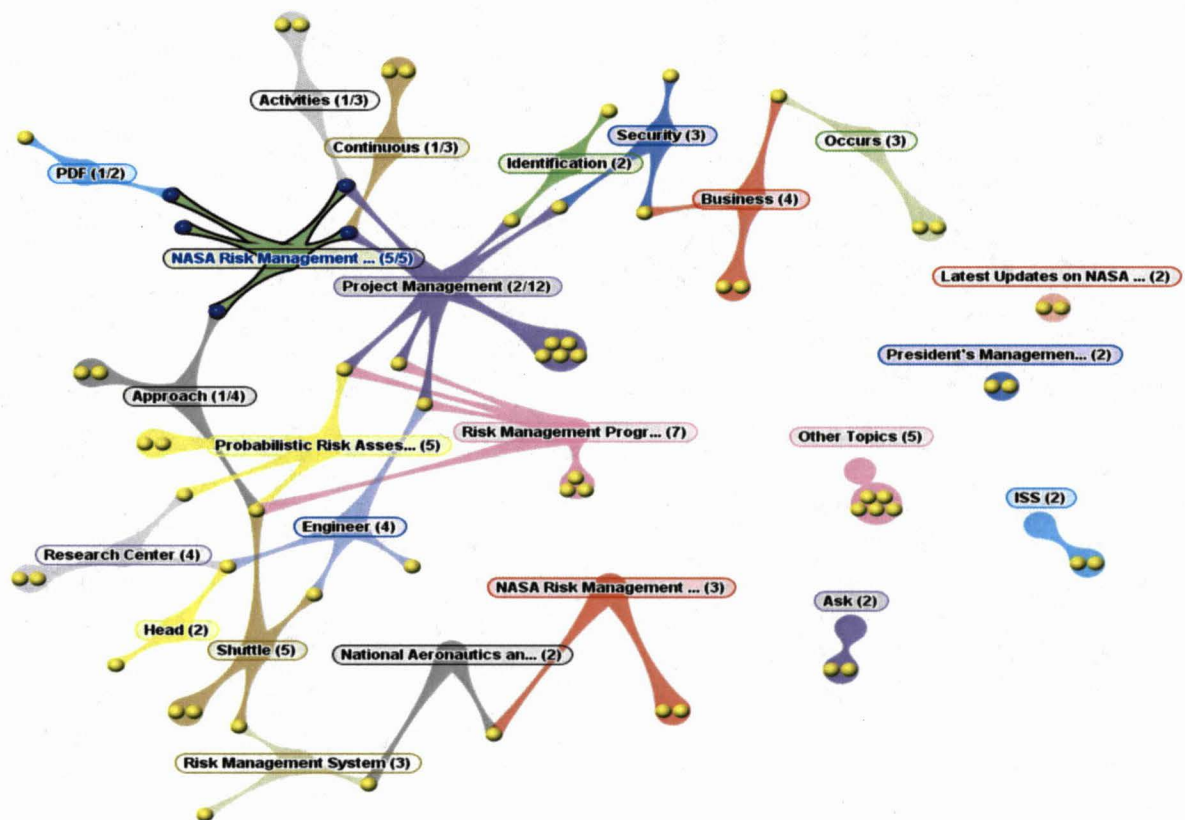 Activities (1/3)
Continuous (1/3)
Security (3)
Occurs (3)
Identification (2)
PDF (1/2)
Business (4)
NASA Risk Management ... (5/5)
Latest Updates on NASA ... (2)
Project Management (2/12)
President's Managemen... (2)
Approach (1/4)
Risk Management Progr... (7)
Other Topics (5)
Probabilistic Risk Asses... (5)
ISS (2)
Engineer (4)
Research Center (4)
NASA Risk Management ... (3)
Ask (2)
Head (2)
Shuttle (5)
National Aeronautics an... (2)
Risk Management System (3)